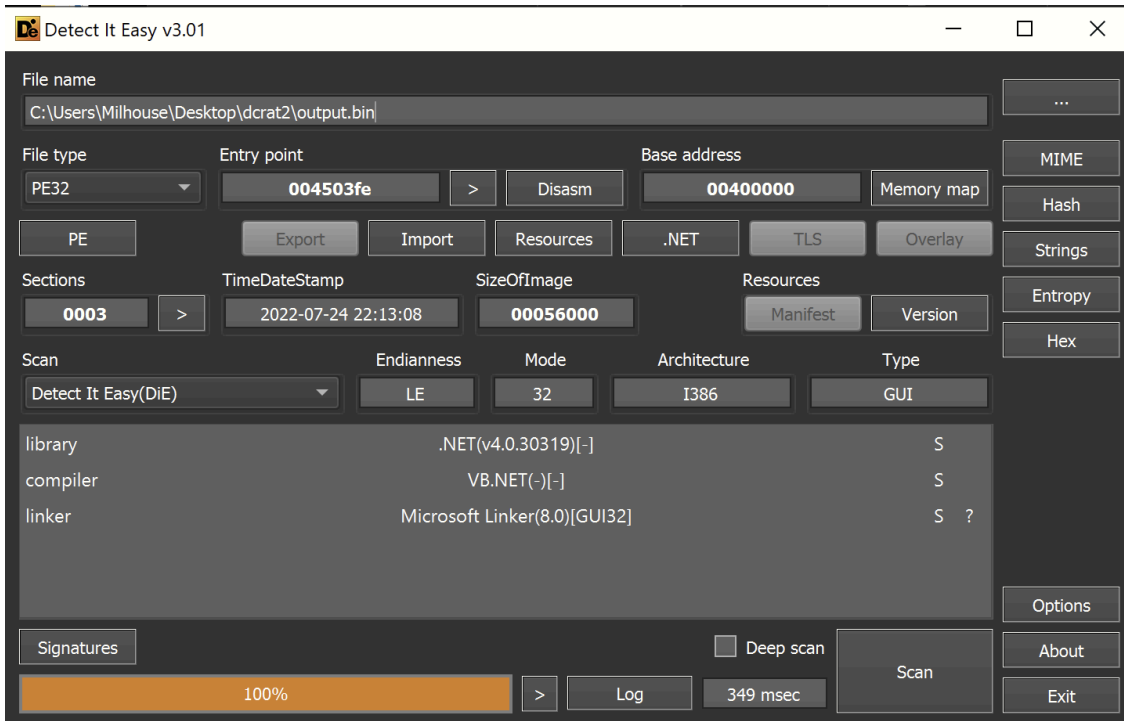 Detect It Easy v3.01
File name
C:\Users\Milhouse\Desktop\dcrat2\output.bin
...
File type Entry point Base address
PE32 004503fe > Disasm 00400000 Memory map
MIME
Hash
PE Export Import Resources .NET TLS Overlay
Strings
Sections TimeDateStamp SizeOfImage Resources
Entropy
0003 > 2022-07-24 22:13:08 00056000 Manifest Version
Hex
Scan Endianness Mode Architecture Type
Detect It Easy(DiE) LE 32 I386 GUI
library .NET(v4.0.30319)[-] S
compiler VB.NET(-)[-] S
linker Microsoft Linker(8.0)[GUI32] S ?
Options
Signatures Deep scan Scan About
100% > Log 349 msec Exit